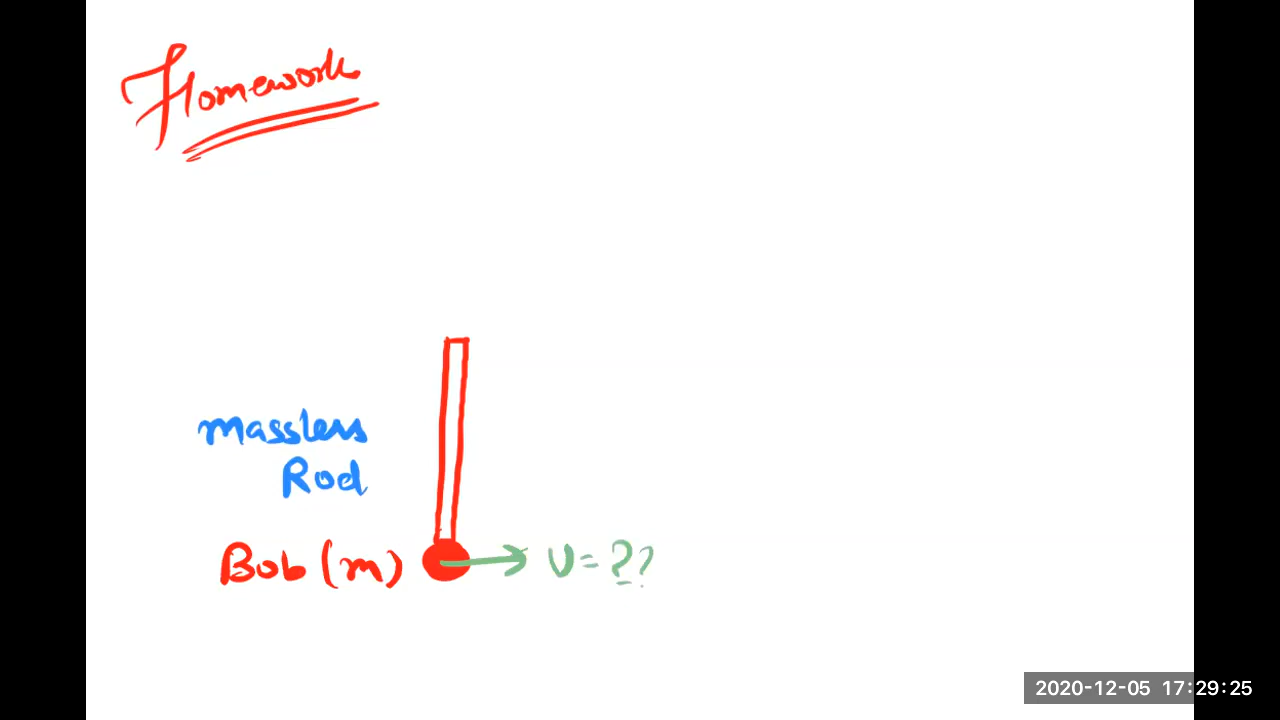 Homework
Massless
Rod
Bob (m)
v = ??
2020-12-05 17:29:25